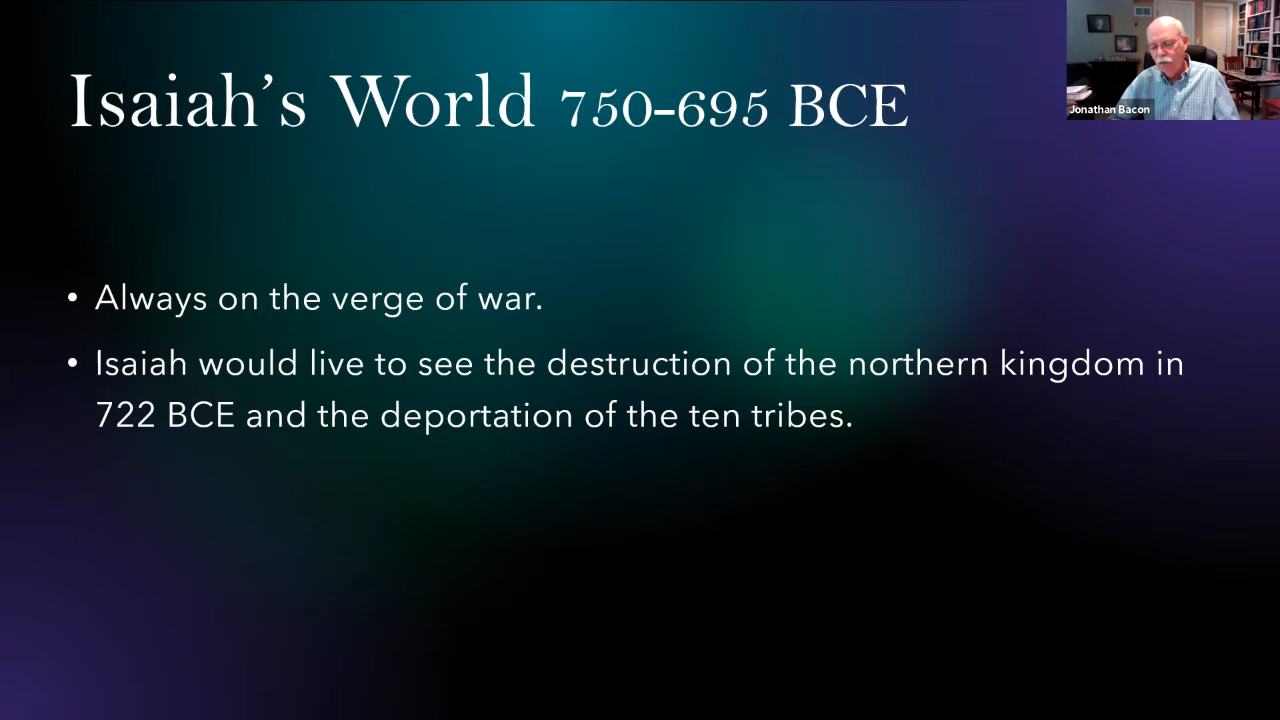 Isaiah’s World 750-695 BCE
Jonathan Bacon
• Always on the verge of war.
• Isaiah would live to see the destruction of the northern kingdom in
722 BCE and the deportation of the ten tribes.